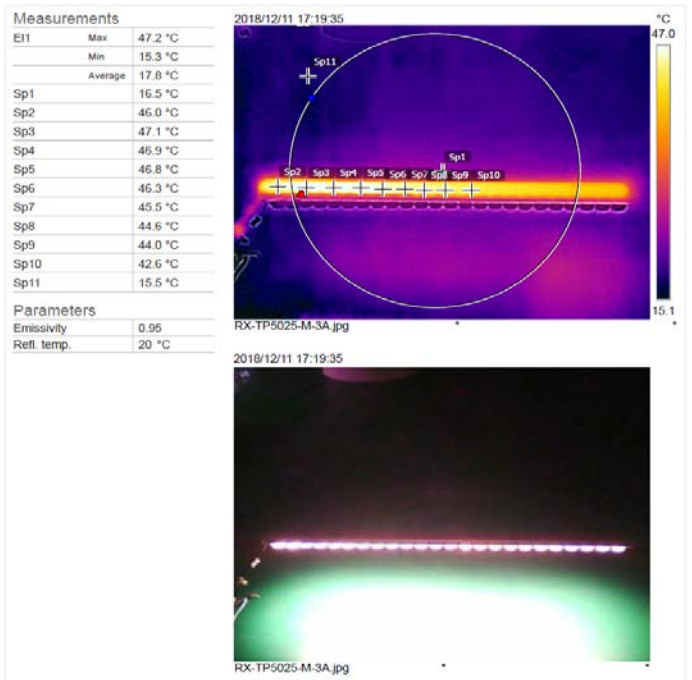 Measurements
El1 Max 47.2 °C
Min 15.3 °C
Average 17.8 °C
Sp1 16.5 °C
Sp2 46.0 °C
Sp3 47.1 °C
Sp4 46.9 °C
Sp5 46.8 °C
Sp6 46.3 °C
Sp7 45.5 °C
Sp8 44.6 °C
Sp9 44.0 °C
Sp10 42.6 °C
Sp11 15.5 °C
Parameters
Emissivity 0.95
Refl. temp. 20 °C
2018/12/11 17:19:35
°C
47.0
Sp11
Sp1
Sp2 Sp3 Sp4 Sp5 Sp6 Sp7 Sp8 Sp9 Sp10
15.1
RX-TP5025-M-3A.jpg
2018/12/11 17:19:35
RX-TP5025-M-3A.jpg